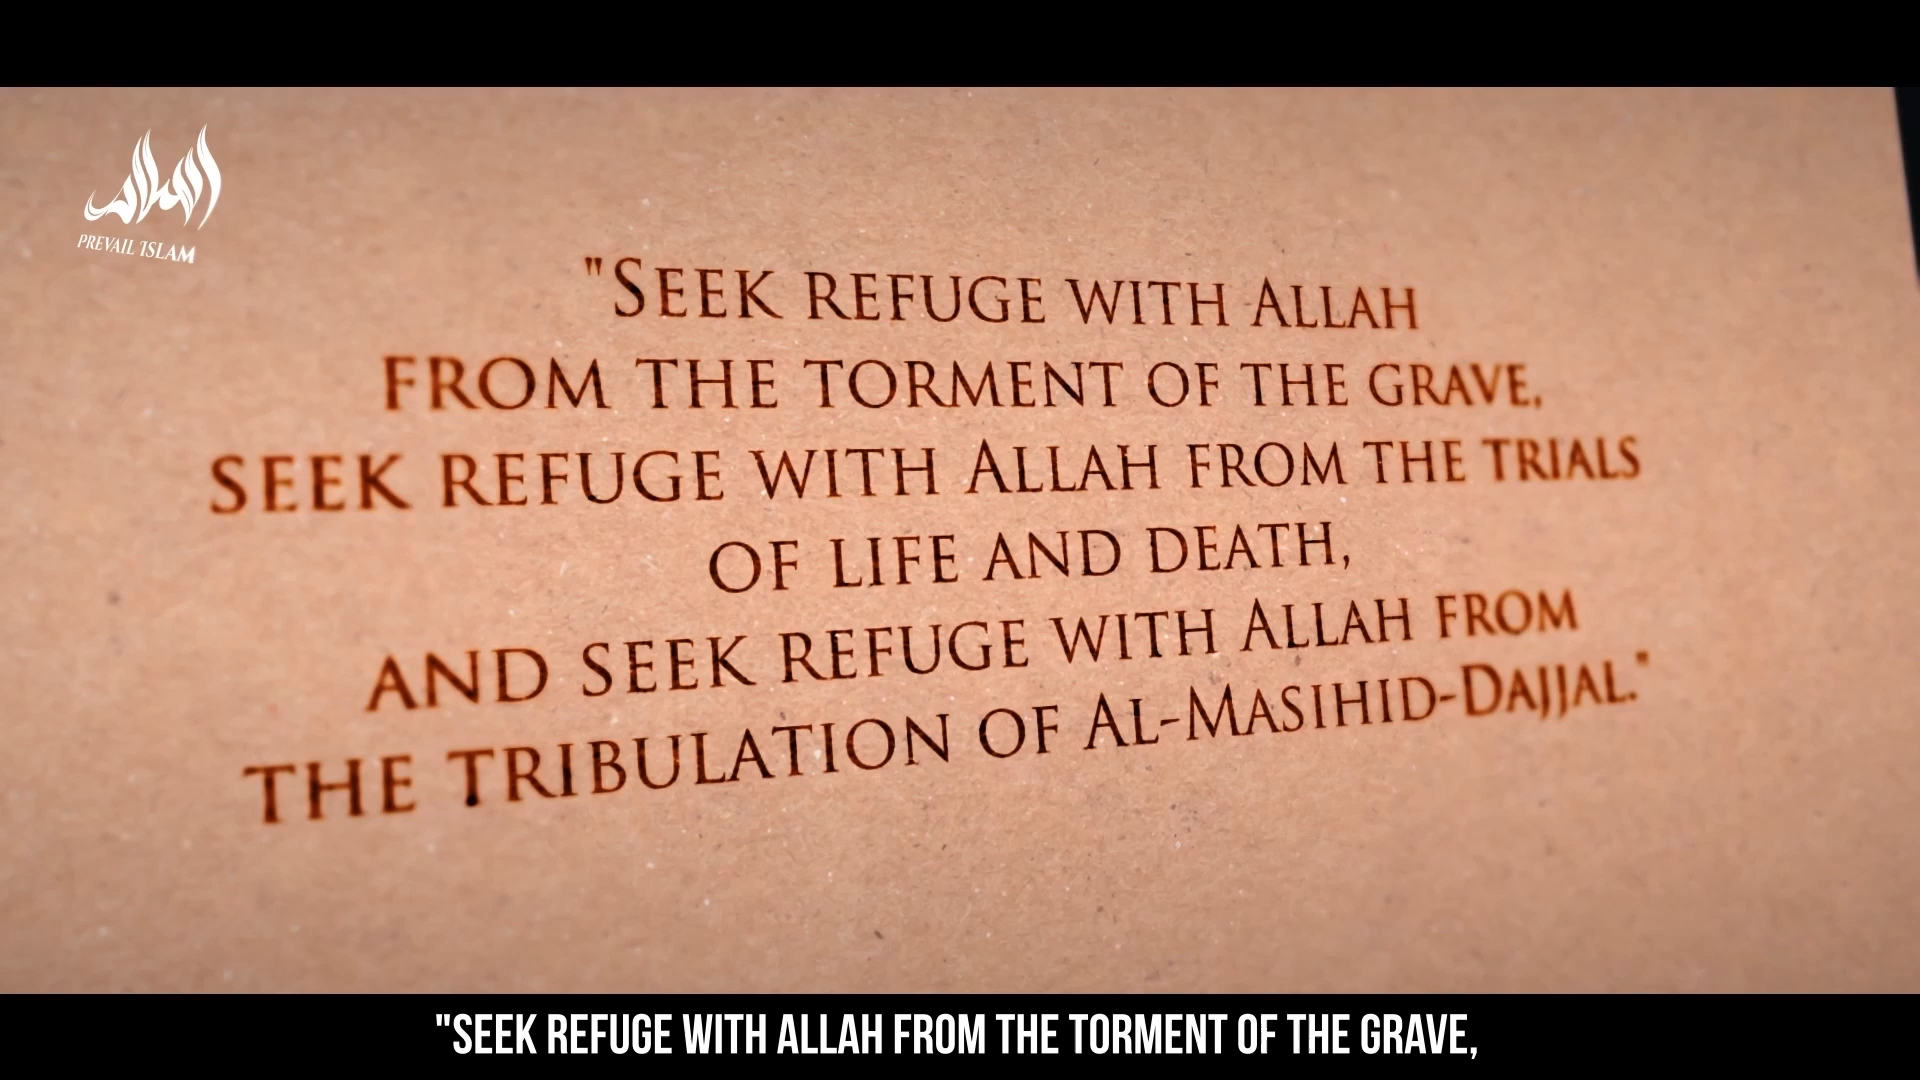 PREVAIL ISLAM
"SEEK REFUGE WITH ALLAH
FROM THE TORMENT OF THE GRAVE,
SEEK REFUGE WITH ALLAH FROM THE TRIALS
OF LIFE AND DEATH,
AND SEEK REFUGE WITH ALLAH FROM
THE TRIBULATION OF AL-MASIHID-DAJJAL."
"SEEK REFUGE WITH ALLAH FROM THE TORMENT OF THE GRAVE,